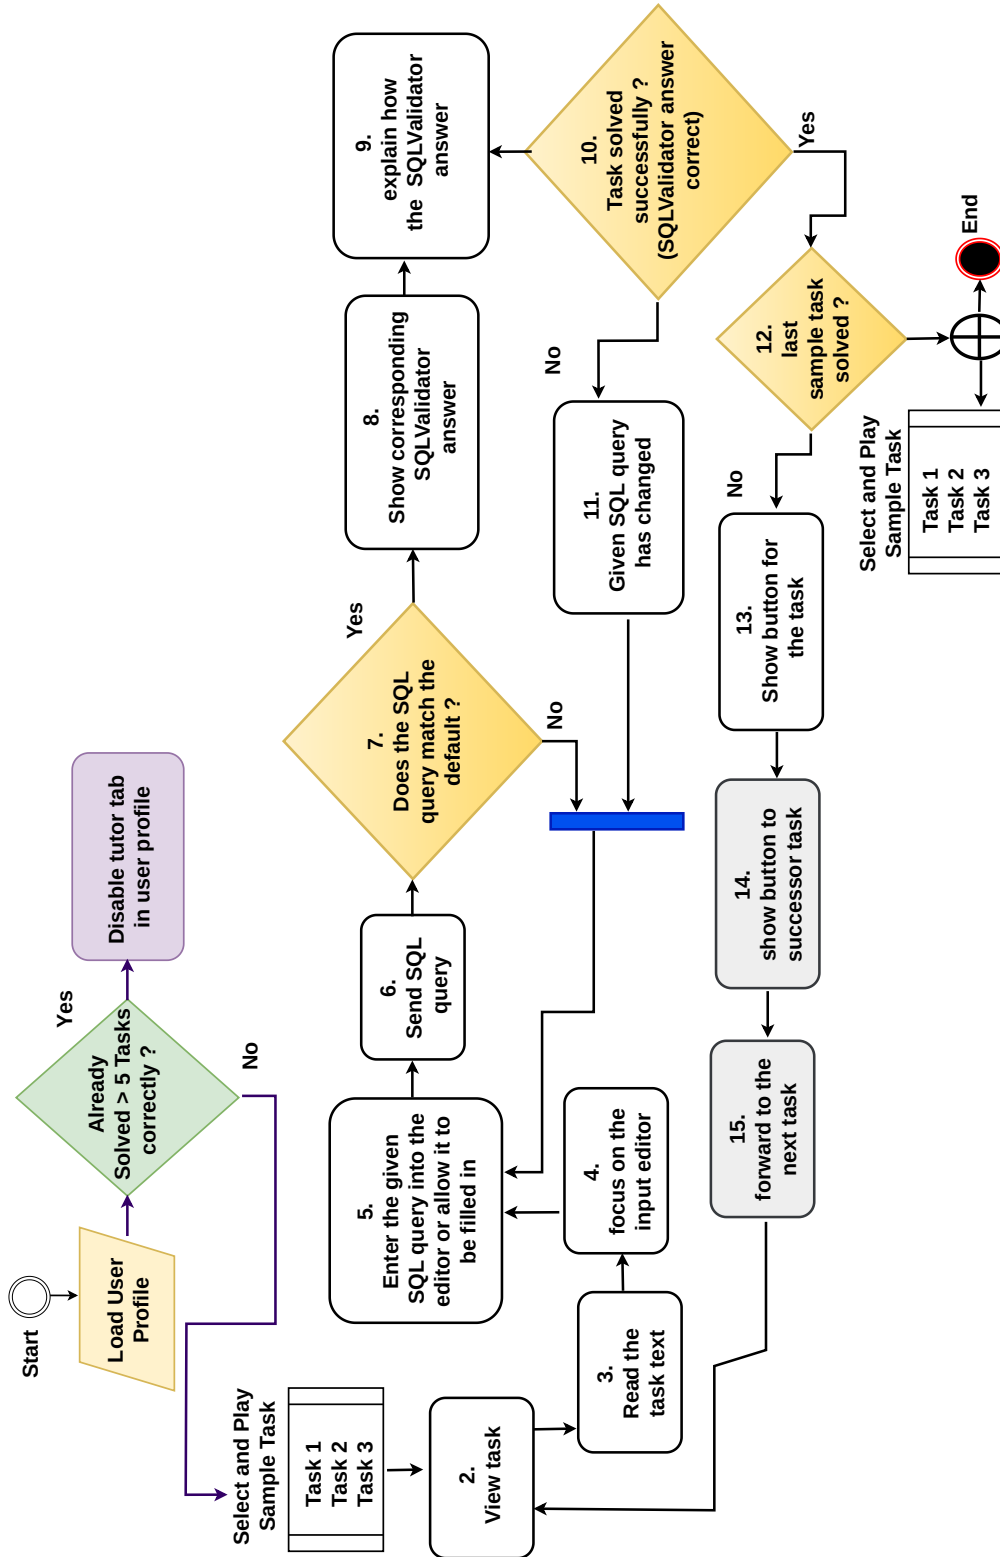 Start
Load User
Profile
Already
Solved > 5 Tasks
correctly ?
Yes
No
Disable tutor tab
in user profile
Select and Play
Sample Task
Task 1
Task 2
Task 3
2.
View task
3.
Read the
task text
4.
focus on the
input editor
5.
Enter the given
SQL query into the
editor or allow it to
be filled in
6.
Send SQL
query
7.
Does the SQL
query match the
default ?
Yes
No
8.
Show corresponding
SQLValidator
answer
9.
explain how
the SQLValidator
answer
10.
Task solved
successfully ?
(SQLValidator answer
correct)
Yes
No
11.
Given SQL query
has changed
12.
last
sample task
solved ?
No
13.
Show button for
the task
14.
show button to
successor task
15.
forward to the
next task
End
Select and Play
Sample Task
Task 1
Task 2
Task 3